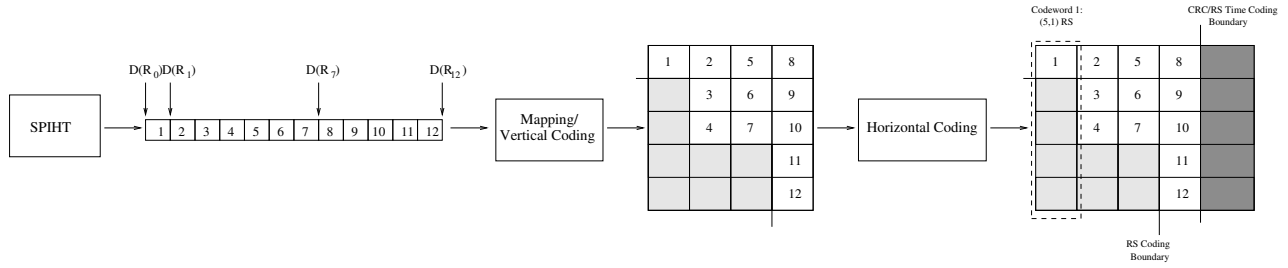 Codeword 1:
(5,1) RS
CRC/RS Time Coding
Boundary
D(R0)D(R1)
D(R7)
D(R12)
SPIHT
1 2 3 4 5 6 7 8 9 10 11 12
Mapping/
Vertical Coding
1 2 5 8
3 6 9
4 7 10
11
12
Horizontal Coding
1 2 5 8
3 6 9
4 7 10
11
12
RS Coding
Boundary